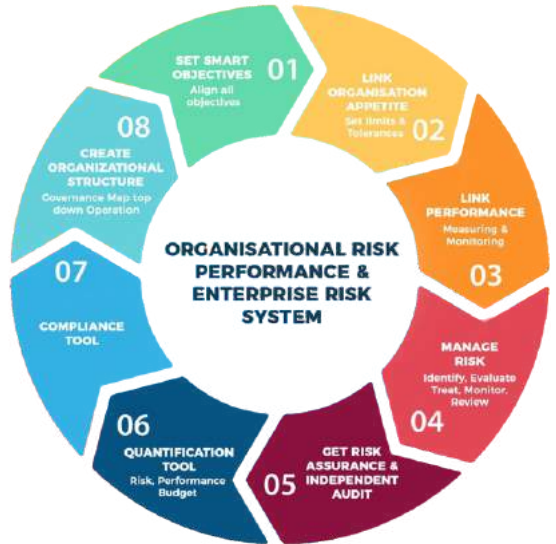 ORGANISATIONAL RISK
PERFORMANCE &
ENTERPRISE RISK
SYSTEM
SET SMART
OBJECTIVES
Align all
objectives
01
LINK
ORGANISATION
APPETITE
Set limits &
Tolerances
02
LINK
PERFORMANCE
Measuring &
Monitoring
03
MANAGE
RISK
Identify, Evaluate
Treat, Monitor,
Review
04
GET RISK
ASSURANCE &
INDEPENDENT
AUDIT
05
06
QUANTIFICATION
TOOL
Risk, Performance
Budget
07
COMPLIANCE
TOOL
08
CREATE
ORGANIZATIONAL
STRUCTURE
Governance Map top
down Operation